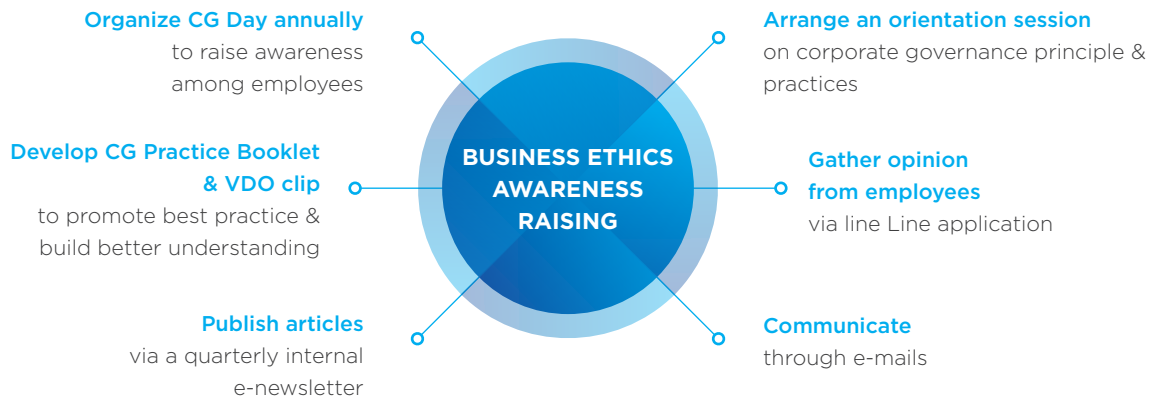 Organize CG Day annually
to raise awareness
among employees
Develop CG Practice Booklet
& VDO clip
to promote best practice &
build better understanding
Publish articles
via a quarterly internal
e-newsletter
BUSINESS ETHICS
AWARENESS
RAISING
Arrange an orientation session
on corporate governance principle &
practices
Gather opinion
from employees
via line Line application
Communicate
through e-mails